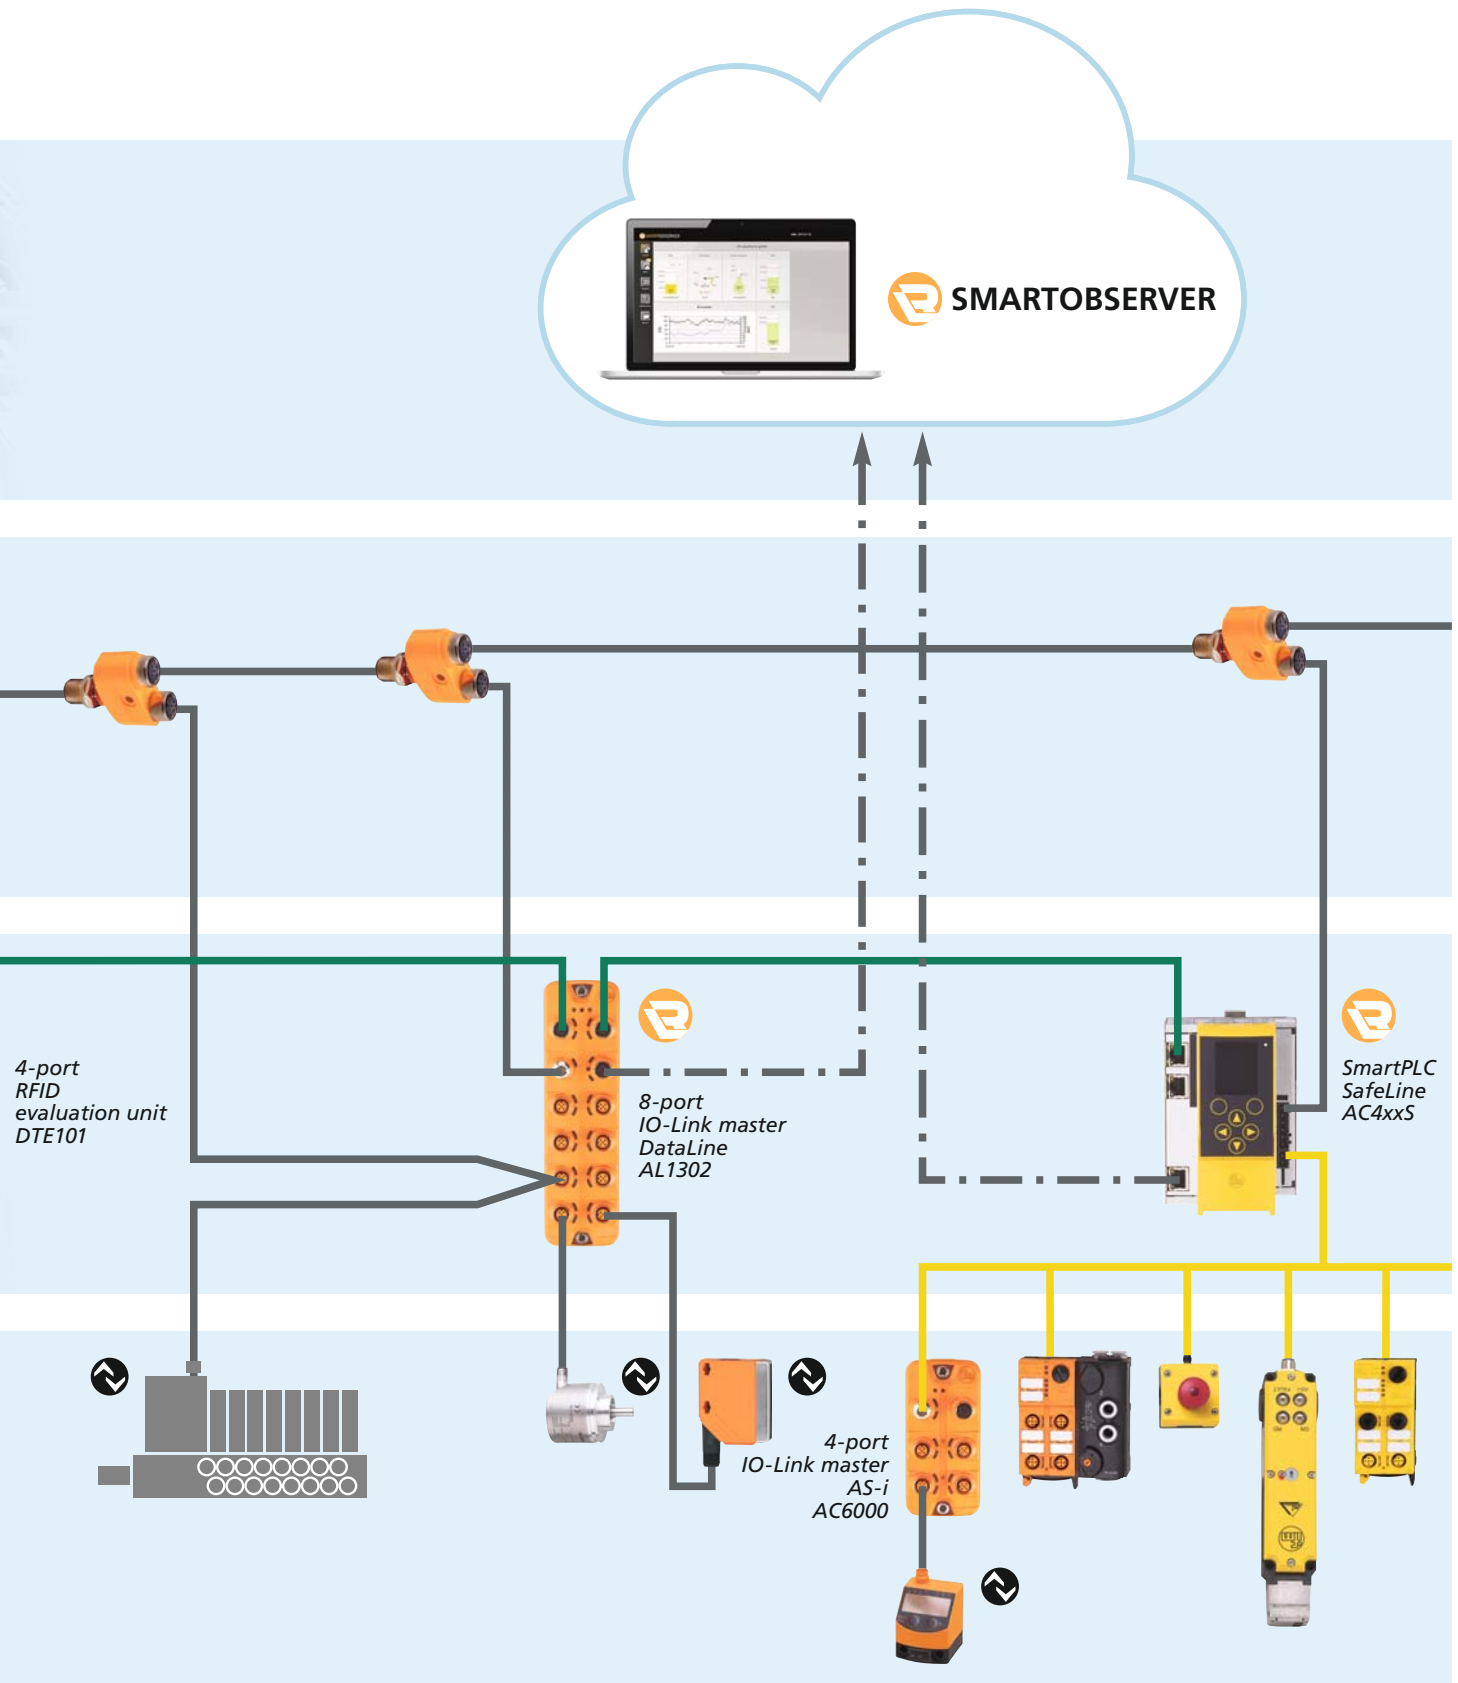 SMARTOBSERVER
4-port
RFID
evaluation unit
DTE101
8-port
IO-Link master
DataLine
AL1302
SmartPLC
SafeLine
AC4xxS
4-port
IO-Link master
AS-i
AC6000